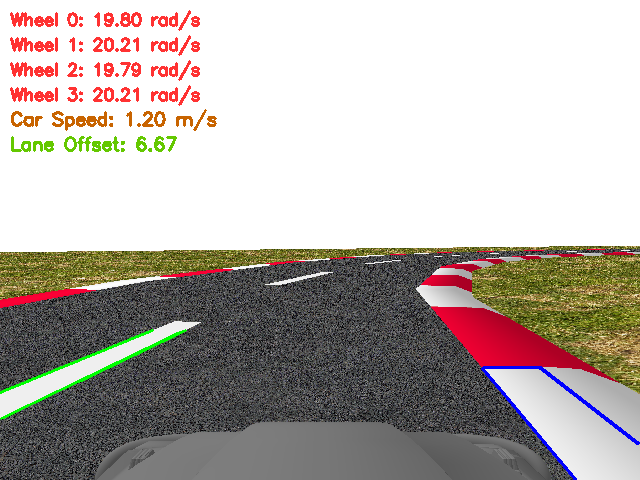 Wheel 0: 19.80 rad/s
Wheel 1: 20.21 rad/s
Wheel 2: 19.79 rad/s
Wheel 3: 20.21 rad/s
Car Speed: 1.20 m/s
Lane Offset: 6.67